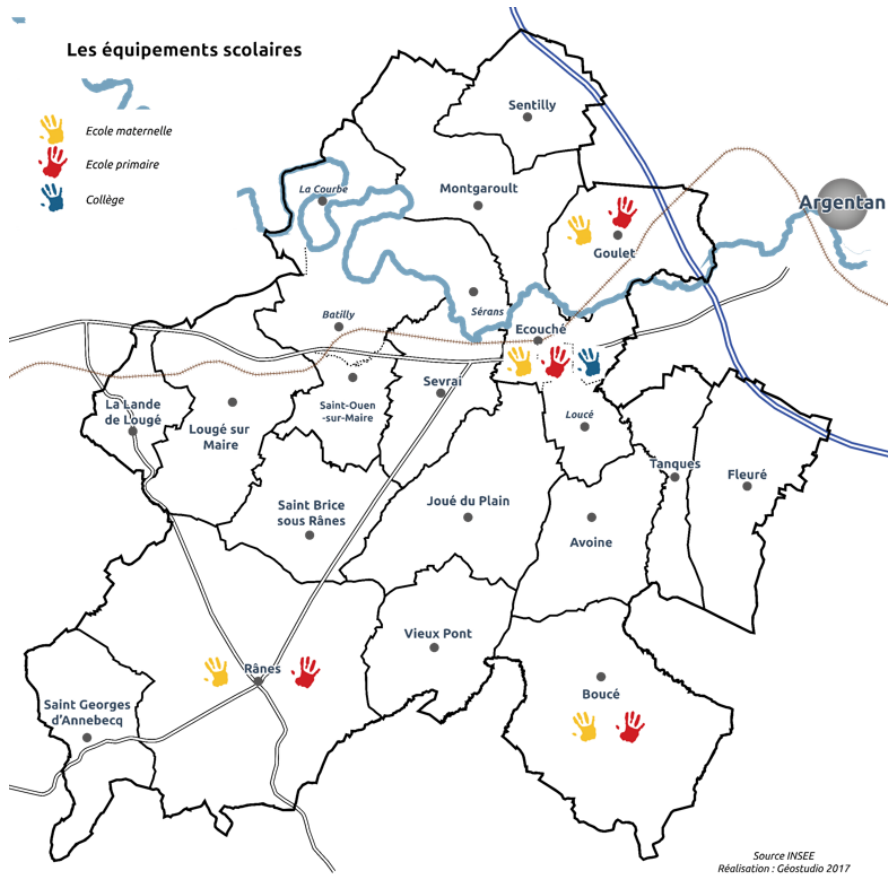 Les équipements scolaires
Ecole maternelle
Ecole primaire
Collège
Sentilly
La Courbe
Montgaroult
Argentan
Goulet
Sérans
Batilly
Ecouché
Sevrai
La Lande
de Lougé
Lougé sur
Maire
Saint-Ouen
-sur-Maire
Loucé
Tanques
Fleuré
Saint Brice
sous Rânes
Joué du Plain
Avoine
Vieux Pont
Rânes
Boucé
Saint Georges
d'Annebecq
Source INSEE
Réalisation : Géostudio 2017